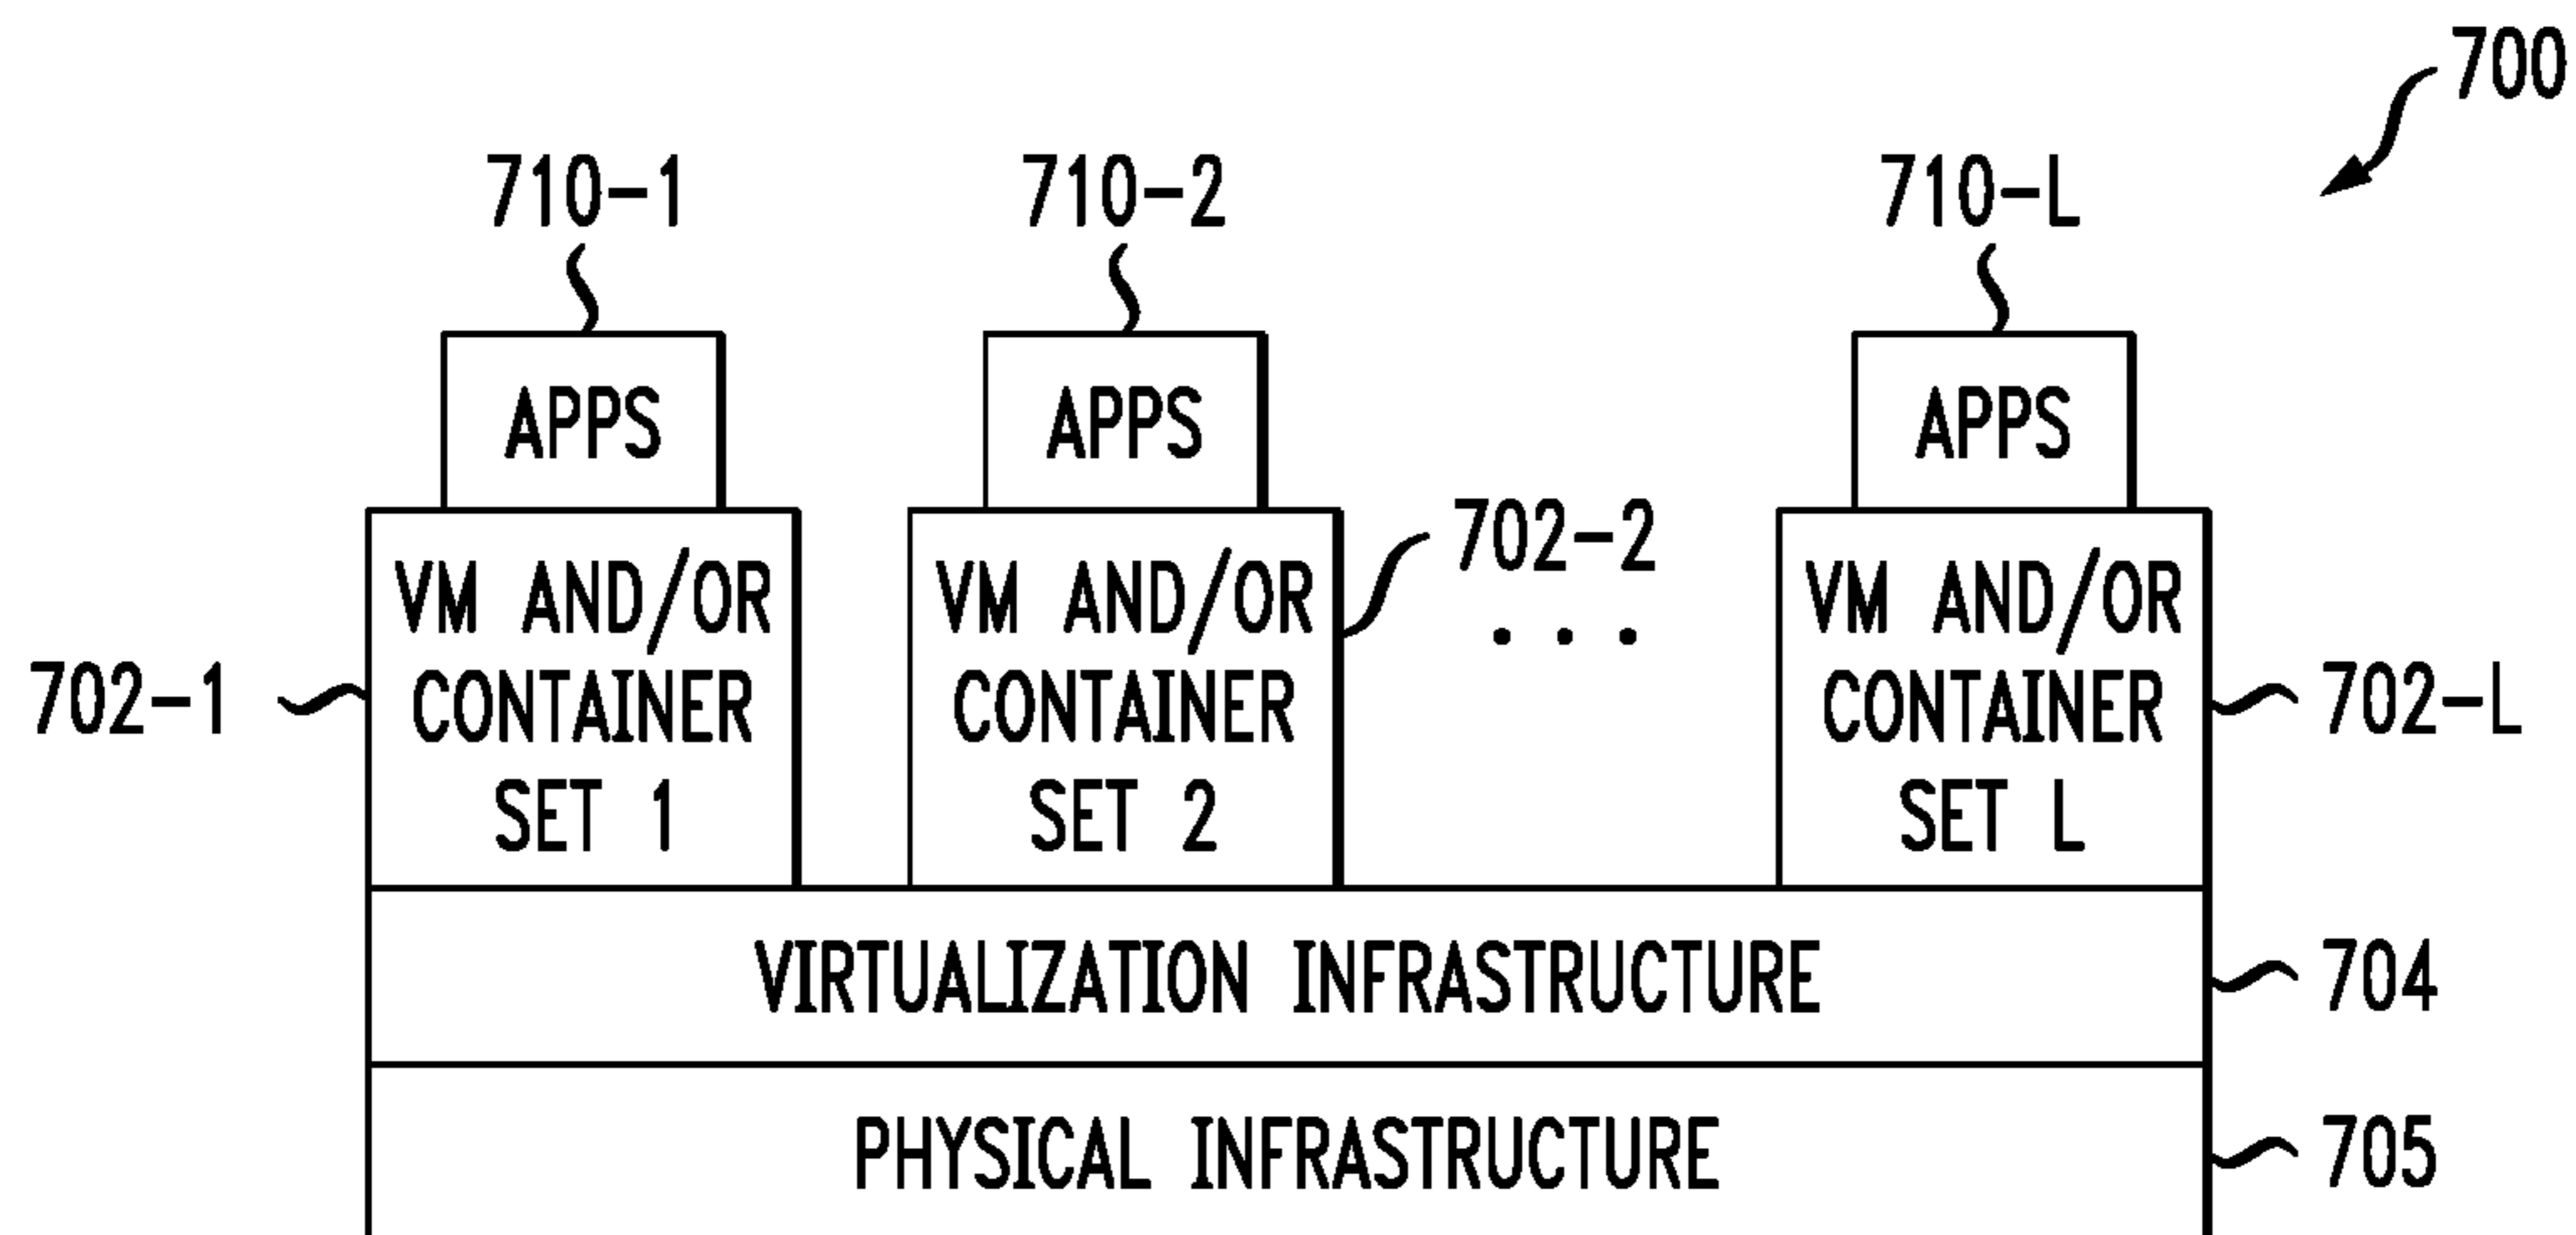 700
710-1
710-2
710-L
APPS
APPS
APPS
702-2
VM AND/OR
CONTAINER
SET 1
VM AND/OR
CONTAINER
SET 2
. . .
VM AND/OR
CONTAINER
SET L
702-1
702-L
VIRTUALIZATION INFRASTRUCTURE
704
PHYSICAL INFRASTRUCTURE
705